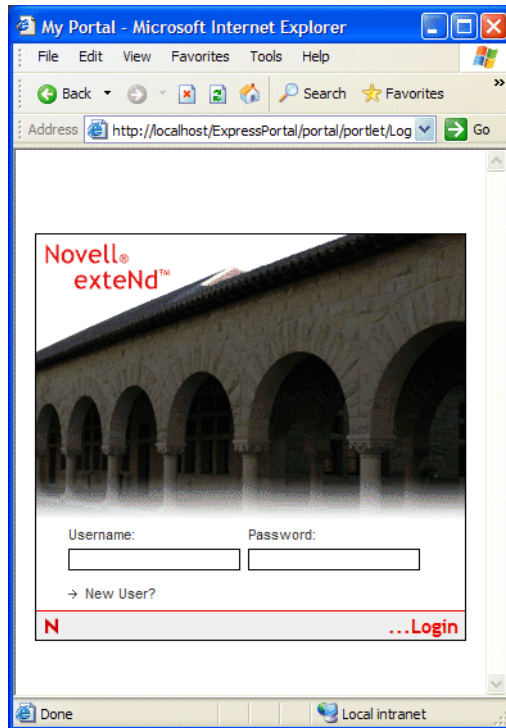 My Portal - Microsoft Internet Explorer
File Edit View Favorites Tools Help
Back Search Favorites »
Address http://localhost/ExpressPortal/portal/portlet/Log Go
Novell®
exteNd™
Username: Password:
→ New User?
N ...Login
Done Local intranet